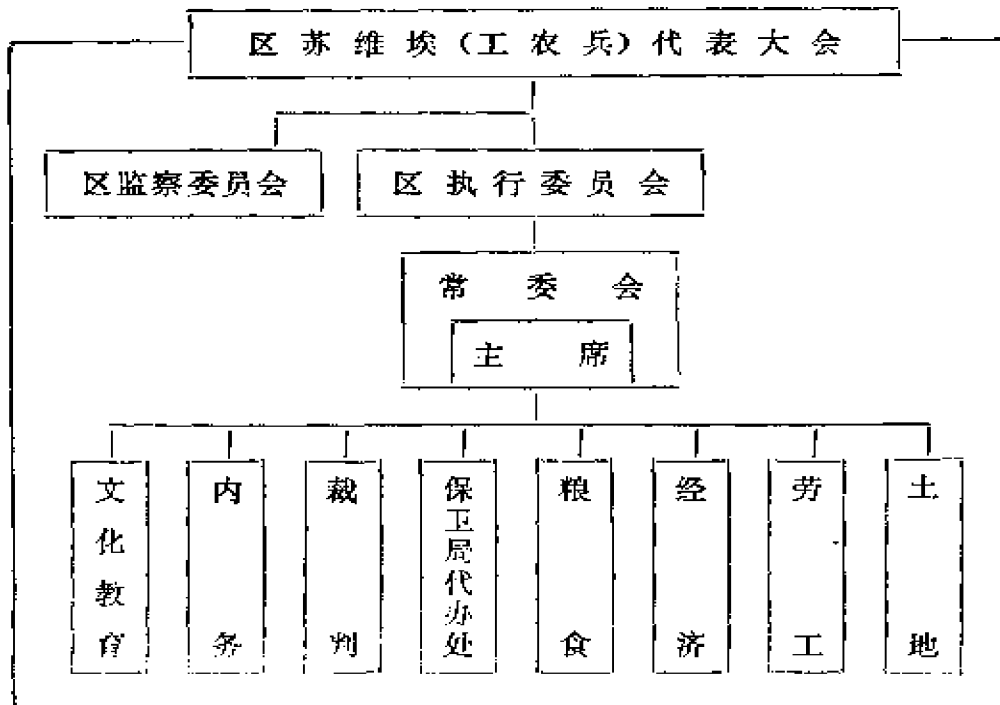 区苏维埃(工农兵)代表大会
区监察委员会
区执行委员会
常委会
主席
文化教育
内务
裁判
保卫局代办处
粮食
经济
劳工
土地